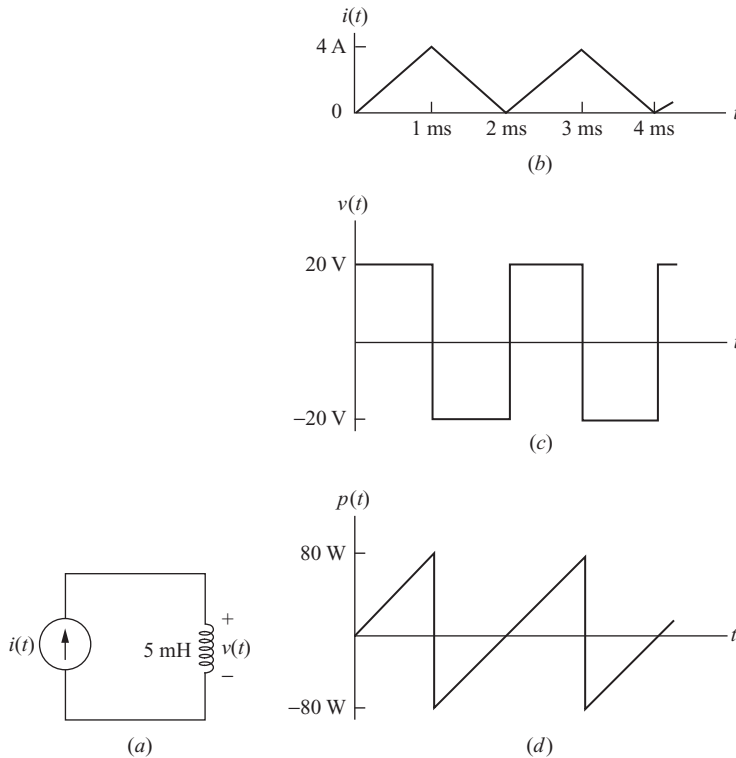 i(t)
4 A
0
1 ms 2 ms 3 ms 4 ms
t
(b)
v(t)
20 V
t
−20 V
(c)
p(t)
80 W
t
−80 W
(d)
i(t)
5 mH
+
v(t)
−
(a)